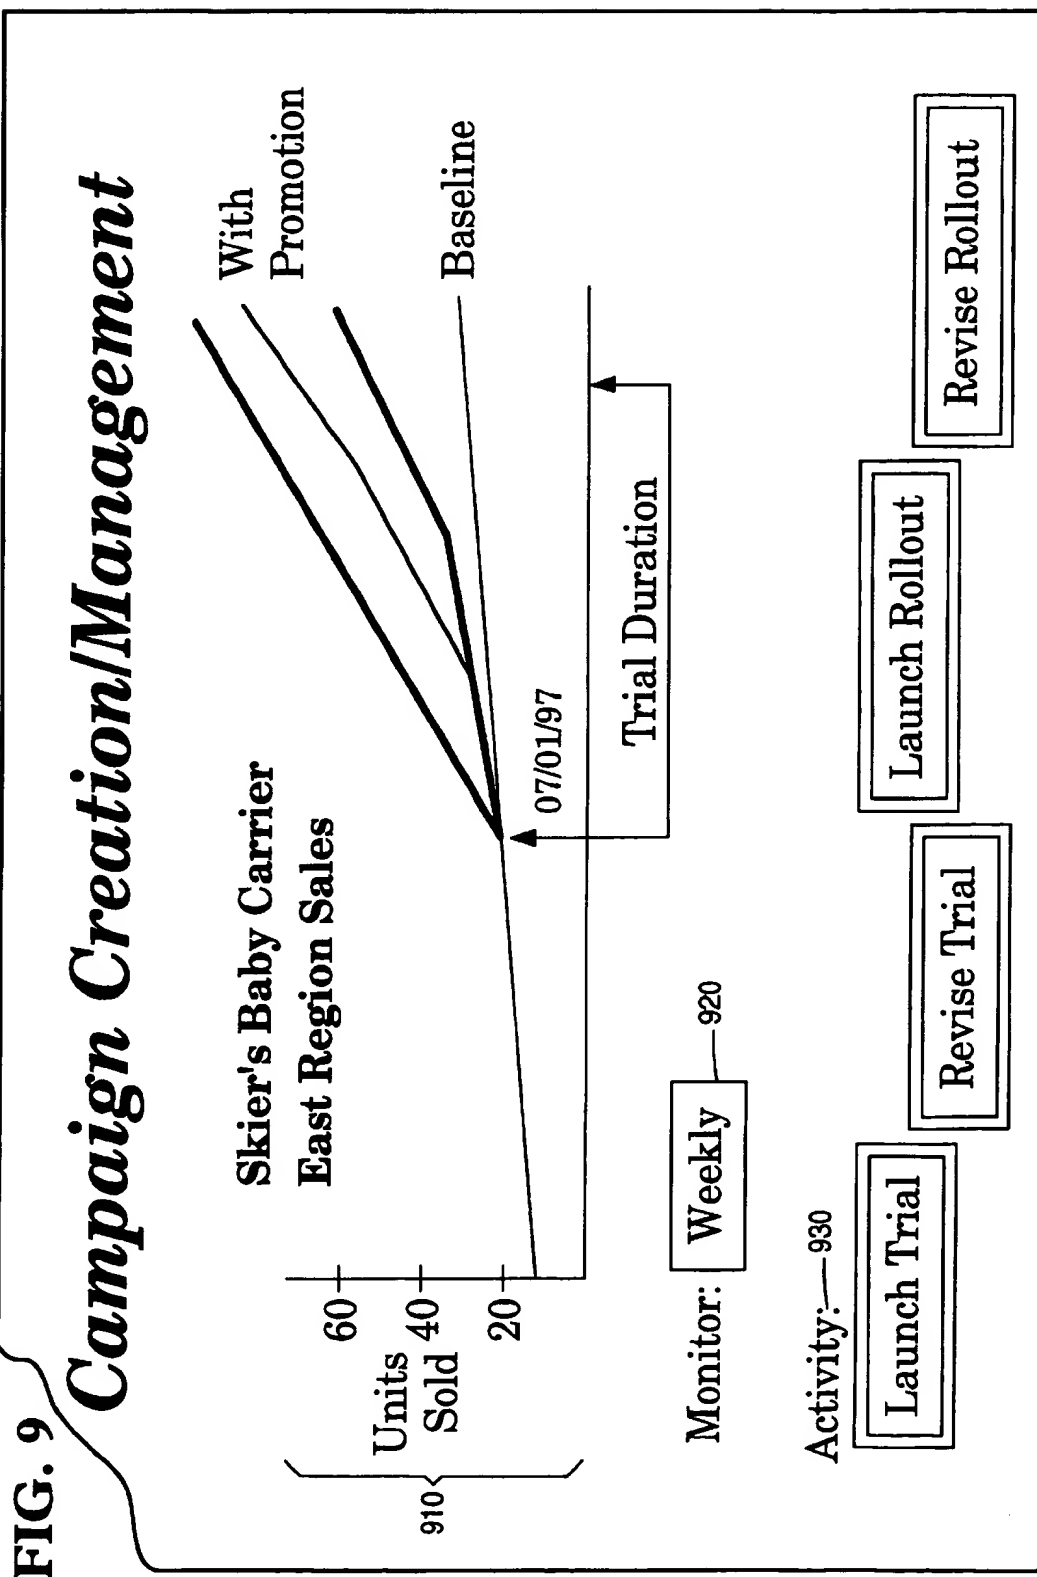 FIG. 9
Campaign Creation/Management
Skier's Baby Carrier
East Region Sales
With
Promotion
Baseline
60
40
20
Units
Sold
910
07/01/97
Trial Duration
Monitor: Weekly 920
Activity: 930
Launch Trial
Revise Trial
Launch Rollout
Revise Rollout